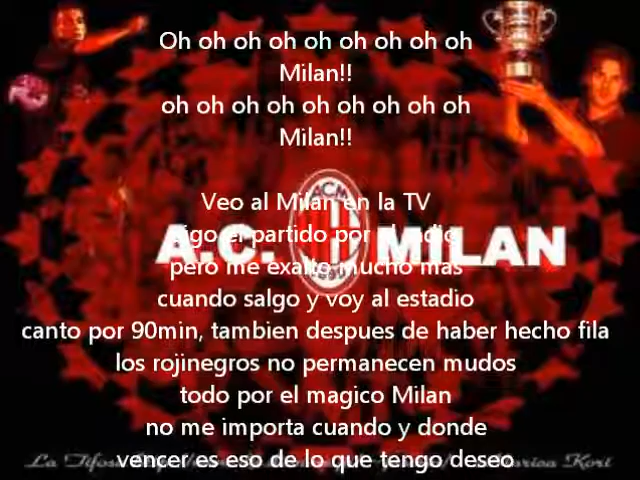 Oh oh oh oh oh oh oh oh oh
Milan!!
oh oh oh oh oh oh oh oh oh
Milan!!
Veo al Milan en la TV
ACM
el partido por
A.C. MILAN
pero me exalto mucho mas
cuando salgo y voy al estadio
canto por 90min, tambien despues de haber hecho fila
los rojinegros no permanecen mudos
todo por el magico Milan
no me importa cuando y donde
vencer es eso de lo que tengo deseo
La Tifosa
Kori